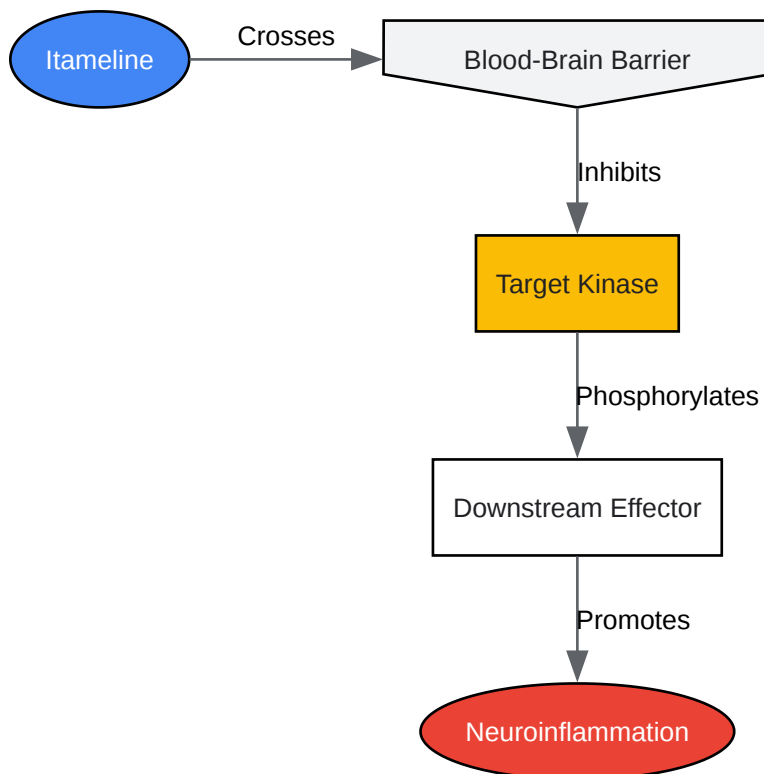 Itameline
Crosses
Blood-Brain Barrier
Inhibits
Target Kinase
Phosphorylates
Downstream Effector
Promotes
Neuroinflammation